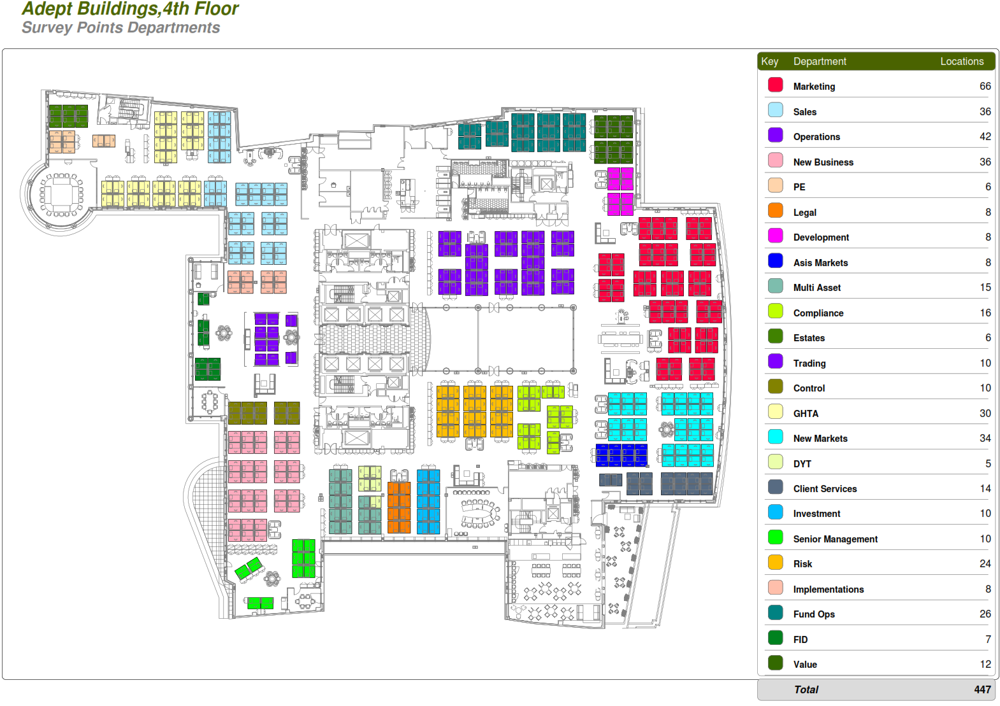 Adept Buildings,4th Floor
Survey Points Departments
Key Department Locations
Marketing 66
Sales 36
Operations 42
New Business 36
PE 6
Legal 8
Development 8
Asis Markets 8
Multi Asset 15
Compliance 16
Estates 6
Trading 10
Control 10
GHTA 30
New Markets 34
DYT 5
Client Services 14
Investment 10
Senior Management 10
Risk 24
Implementations 8
Fund Ops 26
FID 7
Value 12
Total 447